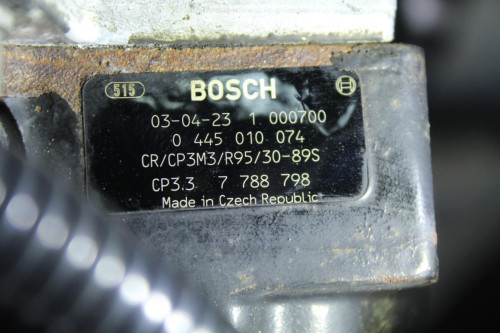 515 BOSCH
03-04-23 1 000700
0 445 010 074
CR/CP3M3/R95/30-89S
CP3.3 7 788 798
Made in Czech Republic